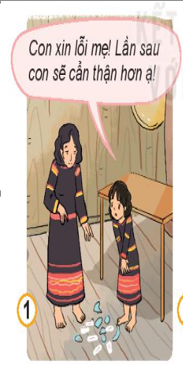 Con xin lỗi mẹ! Lần sau
con sẽ cẩn thận hơn ạ!
1